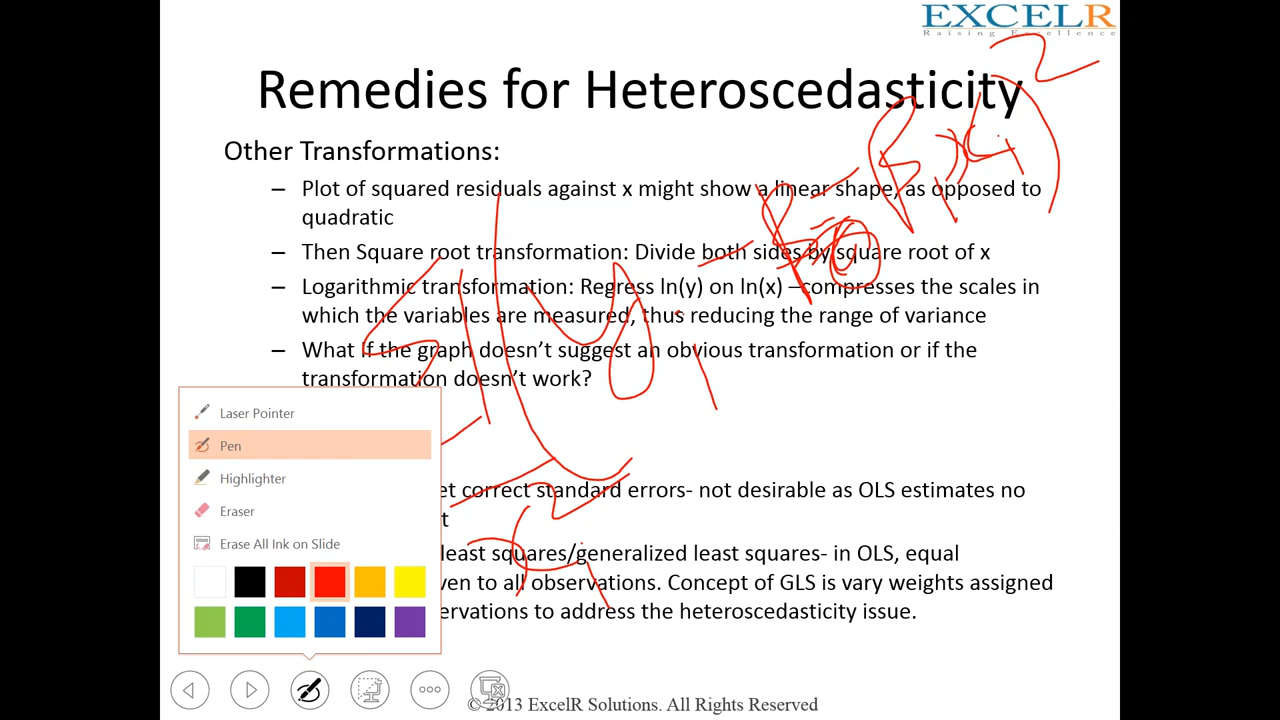 EXCELR
Raising Excellence
Remedies for Heteroscedasticity
Other Transformations:
– Plot of squared residuals against x might show a linear shape, as opposed to
quadratic
– Then Square root transformation: Divide both sides by square root of x
– Logarithmic transformation: Regress ln(y) on ln(x) –compresses the scales in
which the variables are measured, thus reducing the range of variance
– What if the graph doesn't suggest an obvious transformation or if the
transformation doesn't work?
Laser Pointer
Pen
Highlighter
Eraser
Erase All Ink on Slide
correct standard errors- not desirable as OLS estimates no
least squares/generalized least squares- in OLS, equal
to all observations. Concept of GLS is vary weights assigned
to address the heteroscedasticity issue.
© 2013 ExcelR Solutions. All Rights Reserved